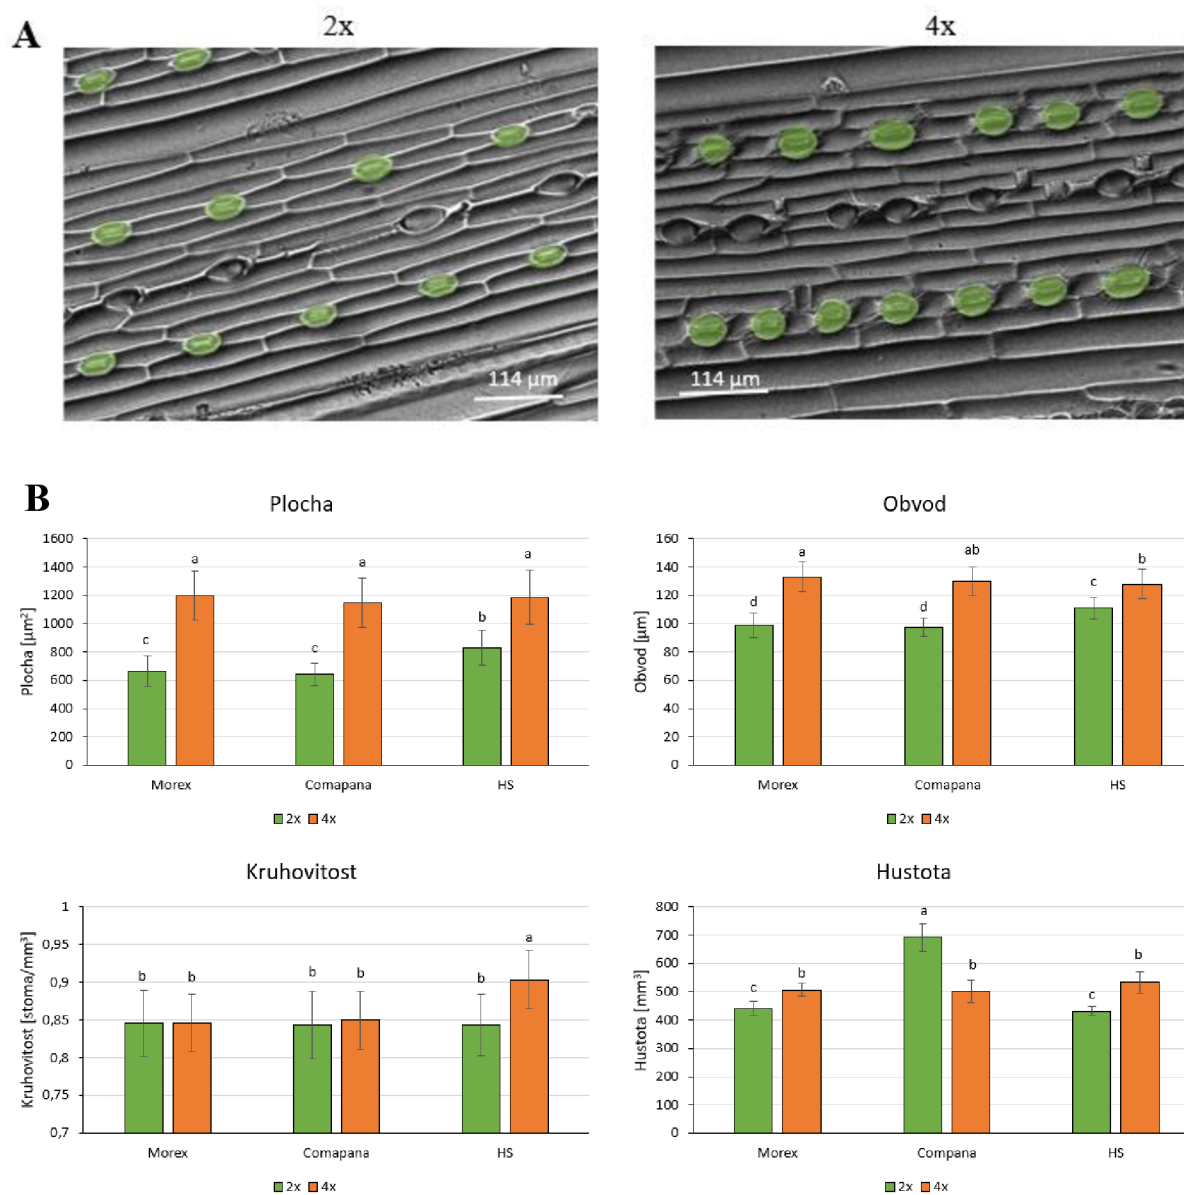 A
2x
4x
114 µm
114 µm
B
Plocha
Plocha [µm²]
1600
1400
1200
1000
800
600
400
200
0
c
a
c
a
b
a
Morex
Comapana
HS
2x 4x
Obvod
Obvod [µm]
160
140
120
100
80
60
40
20
0
d
a
d
ab
c
b
Morex
Comapana
HS
2x 4x
Kruhovitost
Kruhovitost [stoma/mm³]
1
0,95
0,9
0,85
0,8
0,75
0,7
b
b
b
b
b
a
Morex
Comapana
HS
2x 4x
Hustota
Hustota [mm³]
800
700
600
500
400
300
200
100
0
c
b
a
b
c
b
Morex
Compana
HS
2x 4x